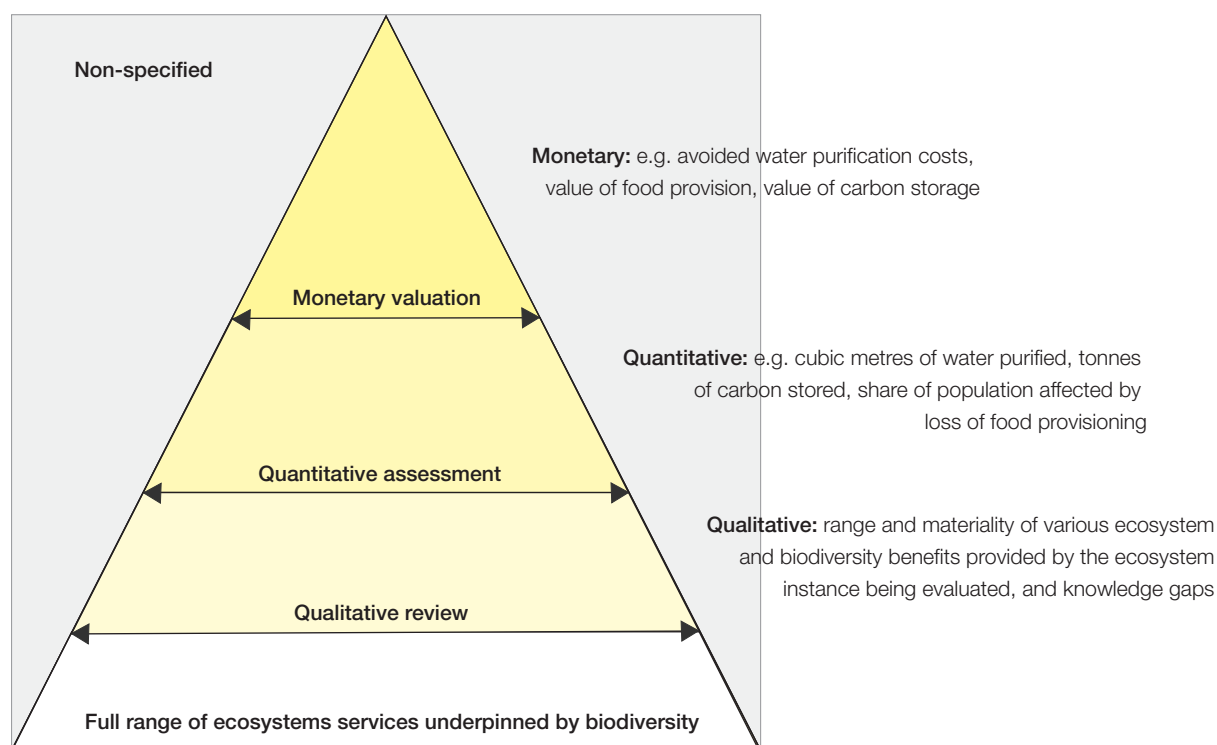 Non-specified
Monetary: e.g. avoided water purification costs,
value of food provision, value of carbon storage
Monetary valuation
Quantitative: e.g. cubic metres of water purified, tonnes
of carbon stored, share of population affected by
loss of food provisioning
Quantitative assessment
Qualitative: range and materiality of various ecosystem
and biodiversity benefits provided by the ecosystem
instance being evaluated, and knowledge gaps
Qualitative review
Full range of ecosystems services underpinned by biodiversity